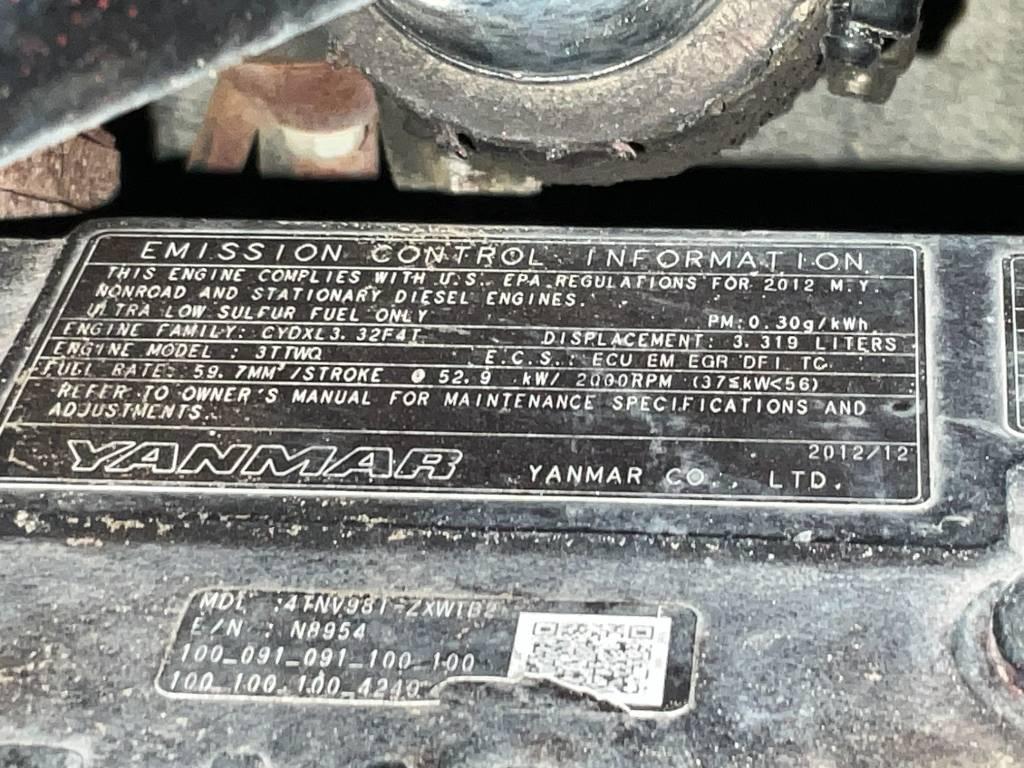 EMISSION CONTROL INFORMATION
THIS ENGINE COMPLIES WITH U.S. EPA REGULATIONS FOR 2012 M.Y.
NONROAD AND STATIONARY DIESEL ENGINES.
ULTRA LOW SULFUR FUEL ONLY PM:0.30g/kWh
ENGINE FAMILY: CYDXL3.32F4T DISPLACEMENT: 3.319 LITERS
ENGINE MODEL : 3TTWQ E.C.S.: ECU EM EGR DFI TC
FUEL RATE: 59.7MM³/STROKE @ 52.9 kW/ 2000RPM (37≤kW<56)
REFER TO OWNER'S MANUAL FOR MAINTENANCE SPECIFICATIONS AND
ADJUSTMENTS.
2012/12
YANMAR YANMAR CO., LTD.
MDL :4TNV98T-ZXWTB2
E/N : N8954
100_091_091_100_100
100_100_100_4240